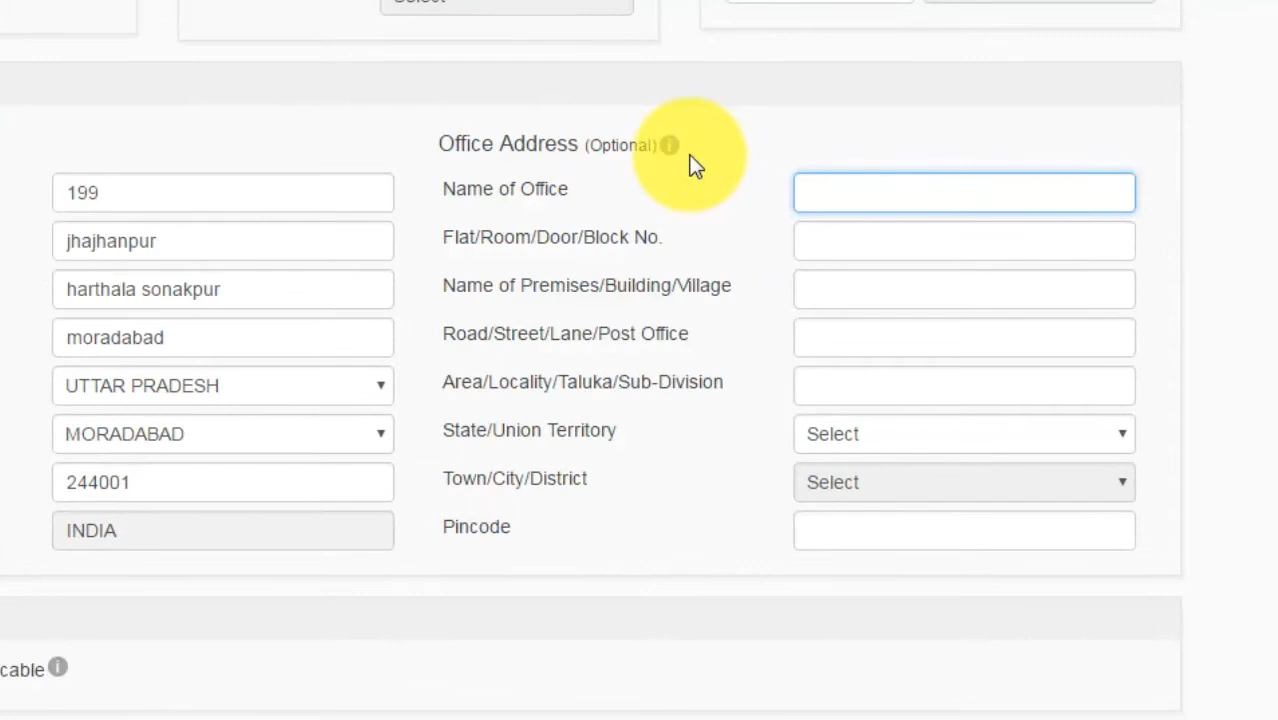 Office Address (Optional)
199
Name of Office
jhajhanpur
Flat/Room/Door/Block No.
harthala sonakpur
Name of Premises/Building/Village
moradabad
Road/Street/Lane/Post Office
UTTAR PRADESH
Area/Locality/Taluka/Sub-Division
MORADABAD
State/Union Territory
Select
244001
Town/City/District
Select
INDIA
Pincode
cable